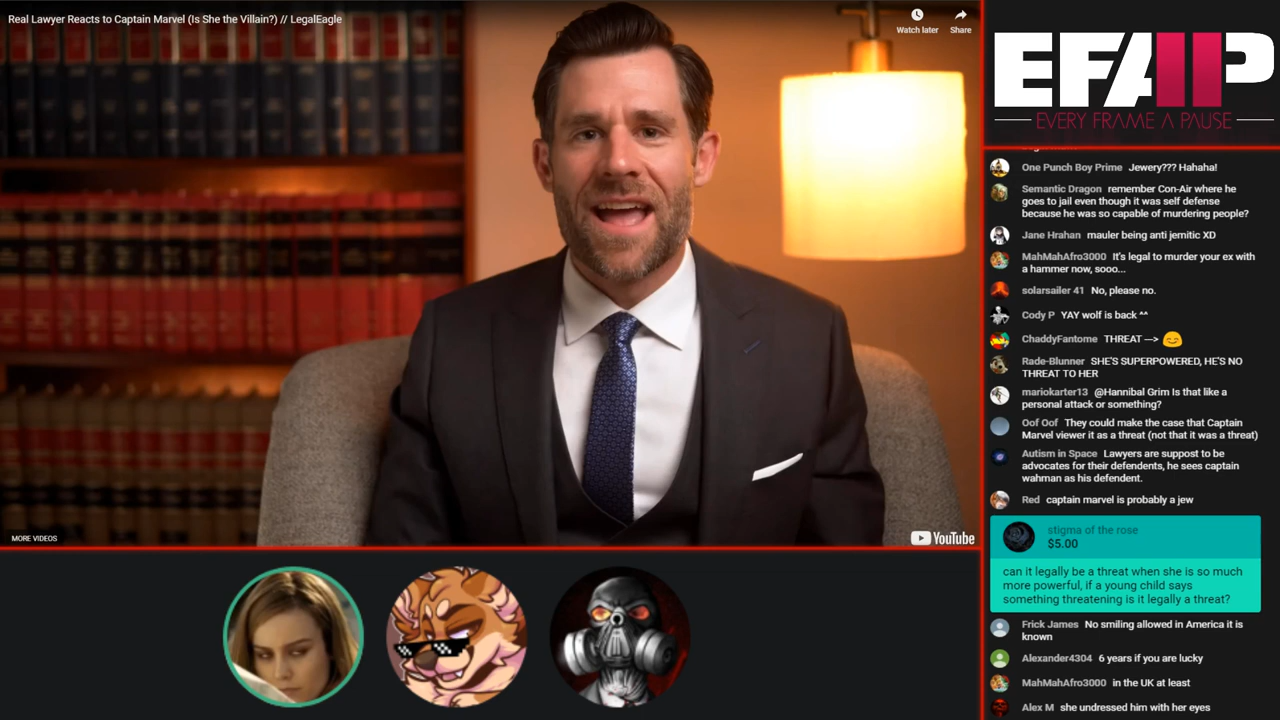 Real Lawyer Reacts to Captain Marvel (Is She the Villain?) // LegalEagle
Watch later
Share
MORE VIDEOS
YouTube
EFAP
EVERY FRAME A PAUSE
One Punch Boy Prime Jewery??? Hahaha!
Semantic Dragon remember Con-Air where he
goes to jail even though it was self defense
because he was so capable of murdering people?
Jane Hrahan mauler being anti jemitic XD
MahMahAfro3000 It's legal to murder your ex with
a hammer now, sooo...
solarsailer 41 No, please no.
Cody P YAY wolf is back ^^
ChaddyFantome THREAT —> 😊
Rade-Blunner SHE'S SUPERPOWERED, HE'S NO
THREAT TO HER
mariokarter13 @Hannibal Grim Is that like a
personal attack or something?
Oof Oof They could make the case that Captain
Marvel viewer it as a threat (not that it was a threat)
Autism in Space Lawyers are suppost to be
advocates for their defendents, he sees captain
wahman as his defendent.
Red captain marvel is probably a jew
stigma of the rose
$5.00
can it legally be a threat when she is so much
more powerful, if a young child says
something threatening is it legally a threat?
Frick James No smiling allowed in America it is
known
Alexander4304 6 years if you are lucky
MahMahAfro3000 in the UK at least
Alex M she undressed him with her eyes